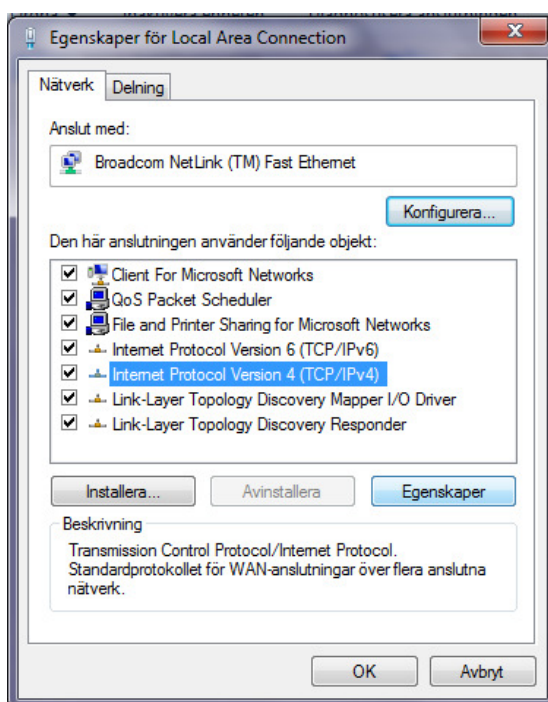 Egenskaper för Local Area Connection
Nätverk
Delning
Anslut med:
Broadcom NetLink (TM) Fast Ethernet
Konfigurera...
Den här anslutningen använder följande objekt:
Client For Microsoft Networks
QoS Packet Scheduler
File and Printer Sharing for Microsoft Networks
Internet Protocol Version 6 (TCP/IPv6)
Internet Protocol Version 4 (TCP/IPv4)
Link-Layer Topology Discovery Mapper I/O Driver
Link-Layer Topology Discovery Responder
Installera...
Avinstallera
Egenskaper
Beskrivning
Transmission Control Protocol/Internet Protocol.
Standardprotokollet för WAN-anslutningar över flera anslutna
nätverk.
OK
Avbryt